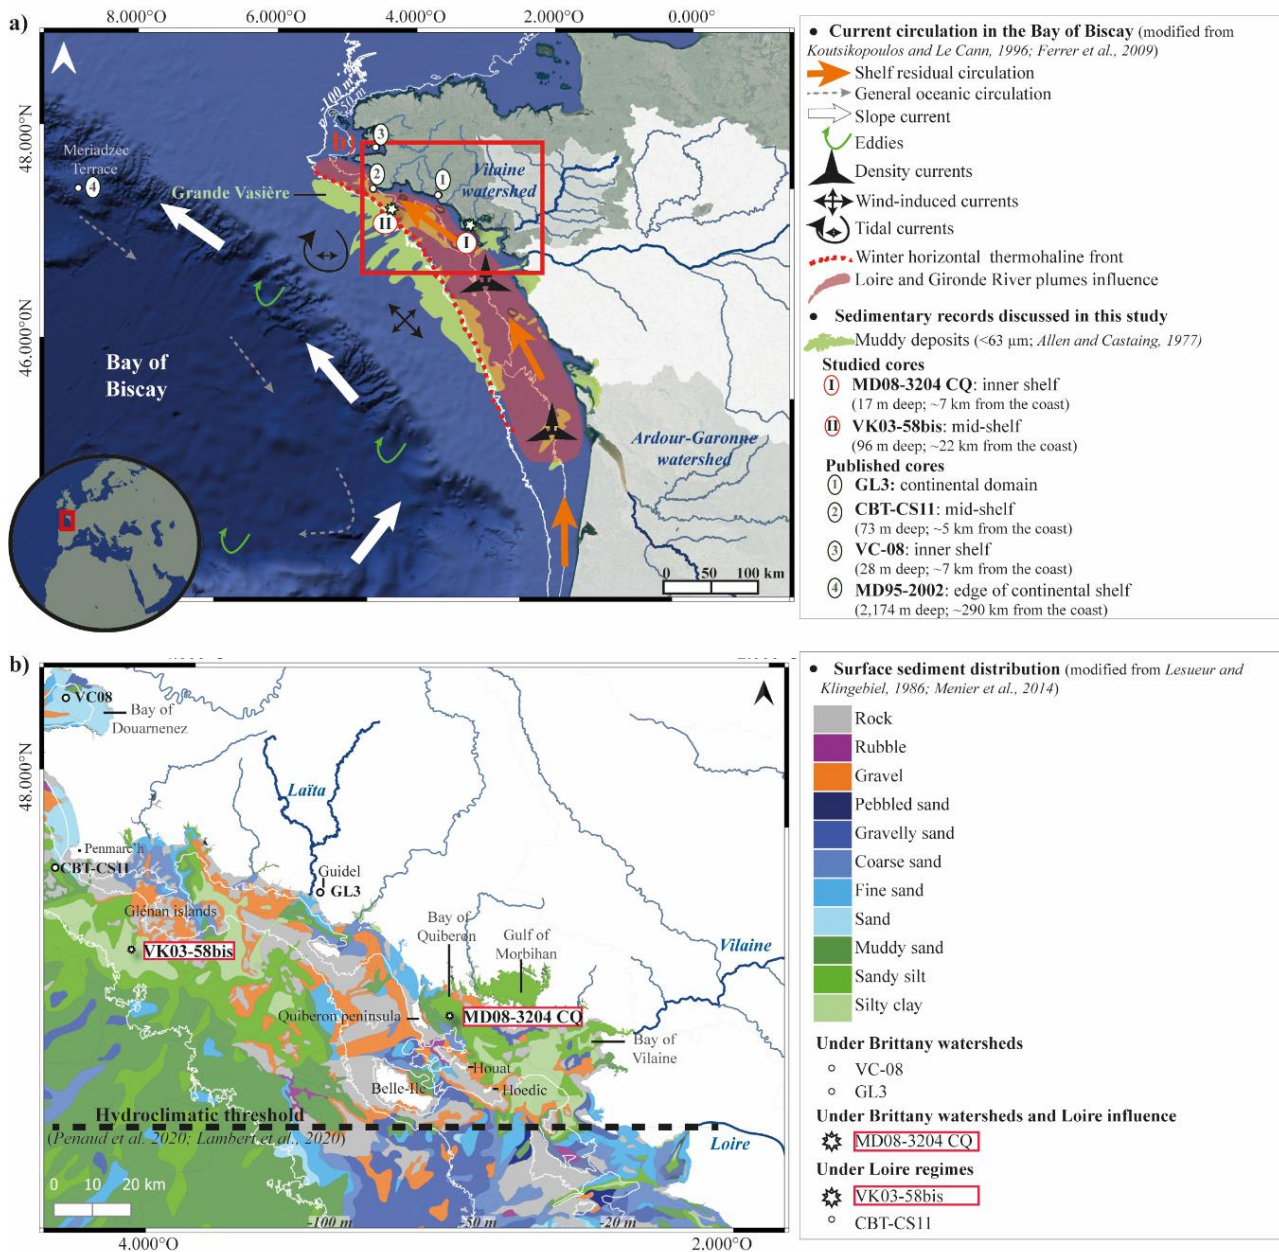 a)
8.000°O
6.000°O
4.000°O
2.000°O
0.000°
48.000°N
46.000°0N
-100 m
-50 m
b)
Meriadzec
Terrace
4
3
2
1
Grande Vasière
Vilaine
watershed
II
I
Bay of
Biscay
Ardour-Garonne
watershed
0 50 100 km
• Current circulation in the Bay of Biscay (modified from
Koutsikopoulos and Le Cann, 1996; Ferrer et al., 2009)
Shelf residual circulation
General oceanic circulation
Slope current
Eddies
Density currents
Wind-induced currents
Tidal currents
Winter horizontal thermohaline front
Loire and Gironde River plumes influence
• Sedimentary records discussed in this study
Muddy deposits (<63 µm; Allen and Castaing, 1977)
Studied cores
I MD08-3204 CQ: inner shelf
(17 m deep; ~7 km from the coast)
II VK03-58bis: mid-shelf
(96 m deep; ~22 km from the coast)
Published cores
1 GL3: continental domain
2 CBT-CS11: mid-shelf
(73 m deep; ~5 km from the coast)
3 VC-08: inner shelf
(28 m deep; ~7 km from the coast)
4 MD95-2002: edge of continental shelf
(2,174 m deep; ~290 km from the coast)
b)
48.000°N
VC08
Bay of
Douarnenez
Laïta
Penmarc'h
CBT-CS11
Guidel
GL3
Glénan islands
VK03-58bis
Bay of
Quiberon
Gulf of
Morbihan
Vilaine
Quiberon peninsula
MD08-3204 CQ
Bay of
Vilaine
Houat
Belle-Ile
Hoedic
Hydroclimatic threshold
(Penaud et al. 2020; Lambert et al., 2020)
Loire
0 10 20 km
-100 m
-50 m
-20 m
4.000°O
2.000°O
• Surface sediment distribution (modified from Lesueur and
Klingebiel, 1986; Menier et al., 2014)
Rock
Rubble
Gravel
Pebbled sand
Gravelly sand
Coarse sand
Fine sand
Sand
Muddy sand
Sandy silt
Silty clay
Under Brittany watersheds
VC-08
GL3
Under Brittany watersheds and Loire influence
MD08-3204 CQ
Under Loire regimes
VK03-58bis
CBT-CS11